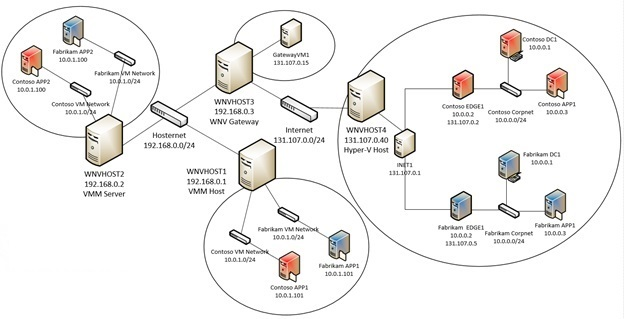 Fabrikam APP2
10.0.1.100
Contoso APP2
10.0.1.100
Fabrikam VM Network
10.0.1.0/24
Contoso VM Network
10.0.1.0/24
WNVHOST2
192.168.0.2
VMM Server
Hosternet
192.168.0.0/24
WNVHOST3
192.168.0.3
WNV Gateway
GatewayVM1
131.107.0.15
Internet
131.107.0.0/24
WNVHOST1
192.168.0.1
VMM Host
Contoso VM Network
10.0.1.0/24
Fabrikam VM Network
10.0.1.0/24
Contoso APP1
10.0.1.101
Fabrikam APP1
10.0.1.101
WNVHOST4
131.107.0.40
Hyper-V Host
INET1
131.107.0.1
Contoso DC1
10.0.0.1
Contoso EDGE1
10.0.0.2
131.107.0.2
Contoso Corpnet
10.0.0.0/24
Contoso APP1
10.0.0.3
Fabrikam DC1
10.0.0.1
Fabrikam EDGE1
10.0.0.2
131.107.0.5
Fabrikam Corpnet
10.0.0.0/24
Fabrikam APP1
10.0.0.3